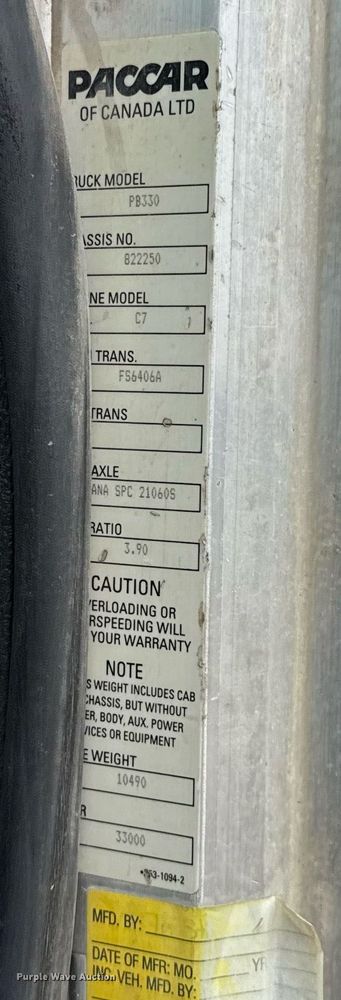 PACCAR
OF CANADA LTD
RUCK MODEL
PB330
ASSIS NO.
822250
NE MODEL
C7
TRANS.
FS6406A
TRANS
AXLE
ANA SPC 21060S
RATIO
3.90
CAUTION
VERLOADING OR
RSPEEDING WILL
YOUR WARRANTY
NOTE
S WEIGHT INCLUDES CAB
CHASSIS, BUT WITHOUT
ER, BODY, AUX. POWER
VICES OR EQUIPMENT
E WEIGHT
10490
R
33000
MFD. BY:
DATE OF MFR: MO. YR
INC. VEH. MFD. BY:
Purple Wave Auction